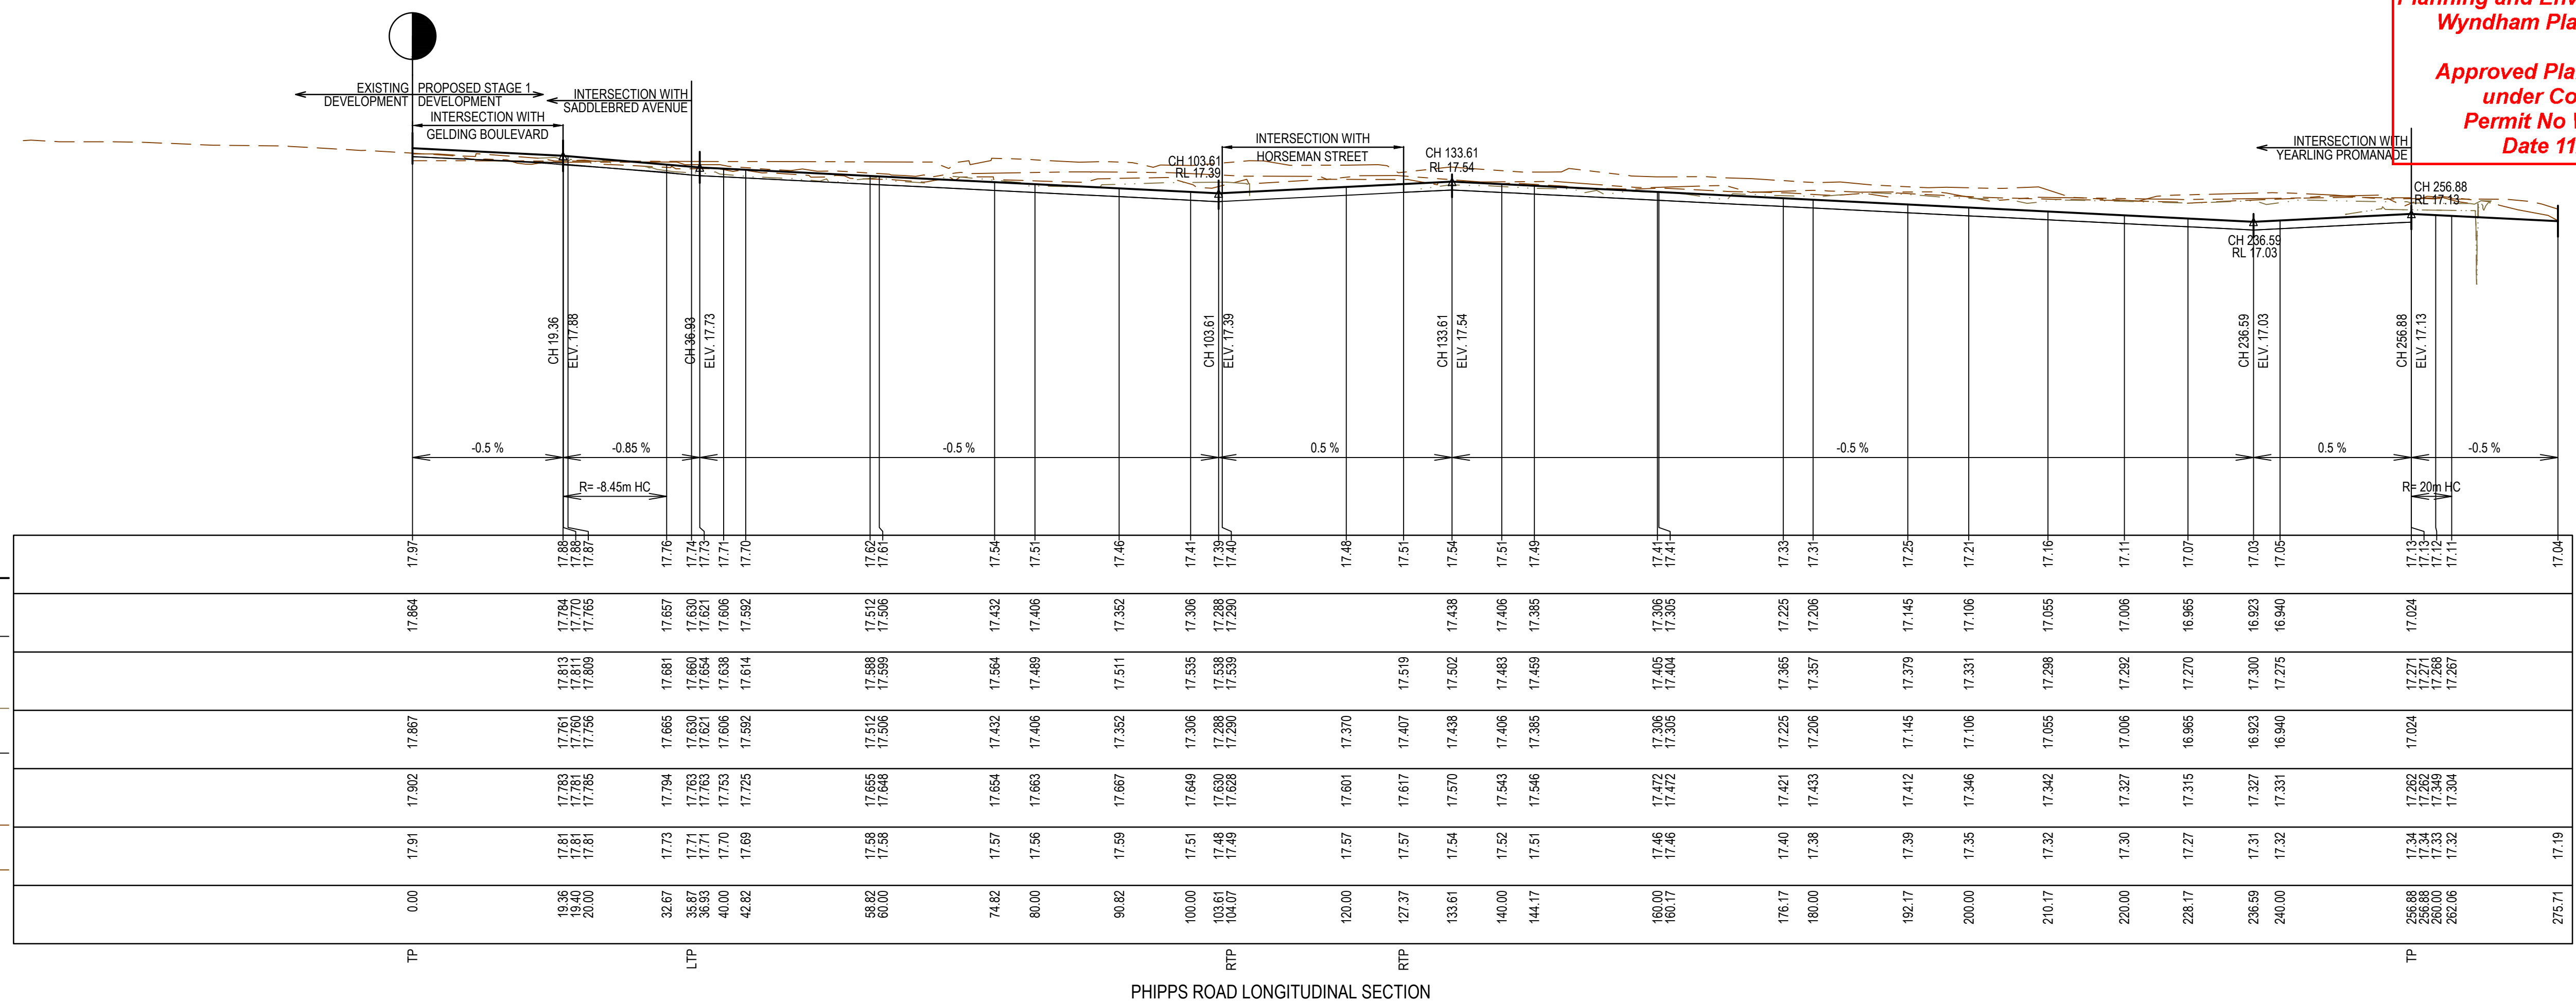 Wyndham Pla
Approved Pla
under Co
Permit No
Date 11
EXISTING
DEVELOPMENT
PROPOSED STAGE 1
DEVELOPMENT
INTERSECTION WITH
GELDING BOULEVARD
INTERSECTION WITH
SADDLEBRED AVENUE
CH 103.61
RL 17.39
INTERSECTION WITH
HORSEMAN STREET
CH 133.61
RL 17.54
INTERSECTION WITH
YEARLING PROMANADE
CH 256.88
RL 17.13
CH 236.59
RL 17.03
CH 19.36
ELV. 17.88
CH 36.93
ELV. 17.73
CH 103.61
ELV. 17.39
CH 133.61
ELV. 17.54
CH 236.59
ELV. 17.03
CH 256.88
ELV. 17.13
-0.5 % -0.85 % -0.5 % 0.5 % -0.5 % 0.5 % -0.5 %
R= -8.45m HC R= 20m HC
17.97 17.88 17.88 17.87 17.76 17.74 17.73 17.71 17.70 17.62 17.61 17.54 17.51 17.46 17.41 17.39 17.40 17.48 17.51 17.54 17.51 17.49 17.41 17.41 17.33 17.31 17.25 17.21 17.16 17.11 17.07 17.03 17.05 17.13 17.13 17.12 17.11 17.04
17.864 17.784 17.770 17.765 17.657 17.630 17.621 17.606 17.592 17.512 17.506 17.432 17.406 17.352 17.306 17.288 17.290 17.438 17.406 17.385 17.306 17.305 17.225 17.206 17.145 17.106 17.055 17.006 16.965 16.923 16.940 17.024
17.813 17.811 17.809 17.681 17.660 17.654 17.638 17.614 17.588 17.599 17.564 17.489 17.511 17.535 17.538 17.539 17.519 17.502 17.483 17.459 17.405 17.404 17.365 17.357 17.379 17.331 17.298 17.292 17.270 17.300 17.275 17.271 17.271 17.268 17.267
17.867 17.761 17.760 17.756 17.665 17.630 17.621 17.606 17.592 17.512 17.506 17.432 17.406 17.352 17.306 17.288 17.290 17.370 17.407 17.438 17.406 17.385 17.306 17.305 17.225 17.206 17.145 17.106 17.055 17.006 16.965 16.923 16.940 17.024
17.902 17.783 17.781 17.785 17.794 17.763 17.763 17.753 17.725 17.655 17.648 17.654 17.663 17.667 17.649 17.630 17.628 17.601 17.617 17.570 17.543 17.546 17.472 17.472 17.421 17.433 17.412 17.346 17.342 17.327 17.315 17.327 17.331 17.262 17.262 17.349 17.304
17.91 17.81 17.81 17.81 17.73 17.71 17.71 17.70 17.69 17.58 17.58 17.57 17.56 17.59 17.51 17.48 17.49 17.57 17.57 17.54 17.52 17.51 17.46 17.46 17.40 17.38 17.39 17.35 17.32 17.30 17.27 17.31 17.32 17.34 17.34 17.33 17.32 17.19
0.00 19.36 19.40 20.00 32.67 35.87 36.93 40.00 42.82 58.82 60.00 74.82 80.00 90.82 100.00 103.61 104.07 120.00 127.37 133.61 140.00 144.17 160.00 160.17 176.17 180.00 192.17 200.00 210.17 220.00 228.17 236.59 240.00 256.88 256.88 260.00 262.06 275.71
TP LTP RTP RTP TP
PHIPPS ROAD LONGITUDINAL SECTION